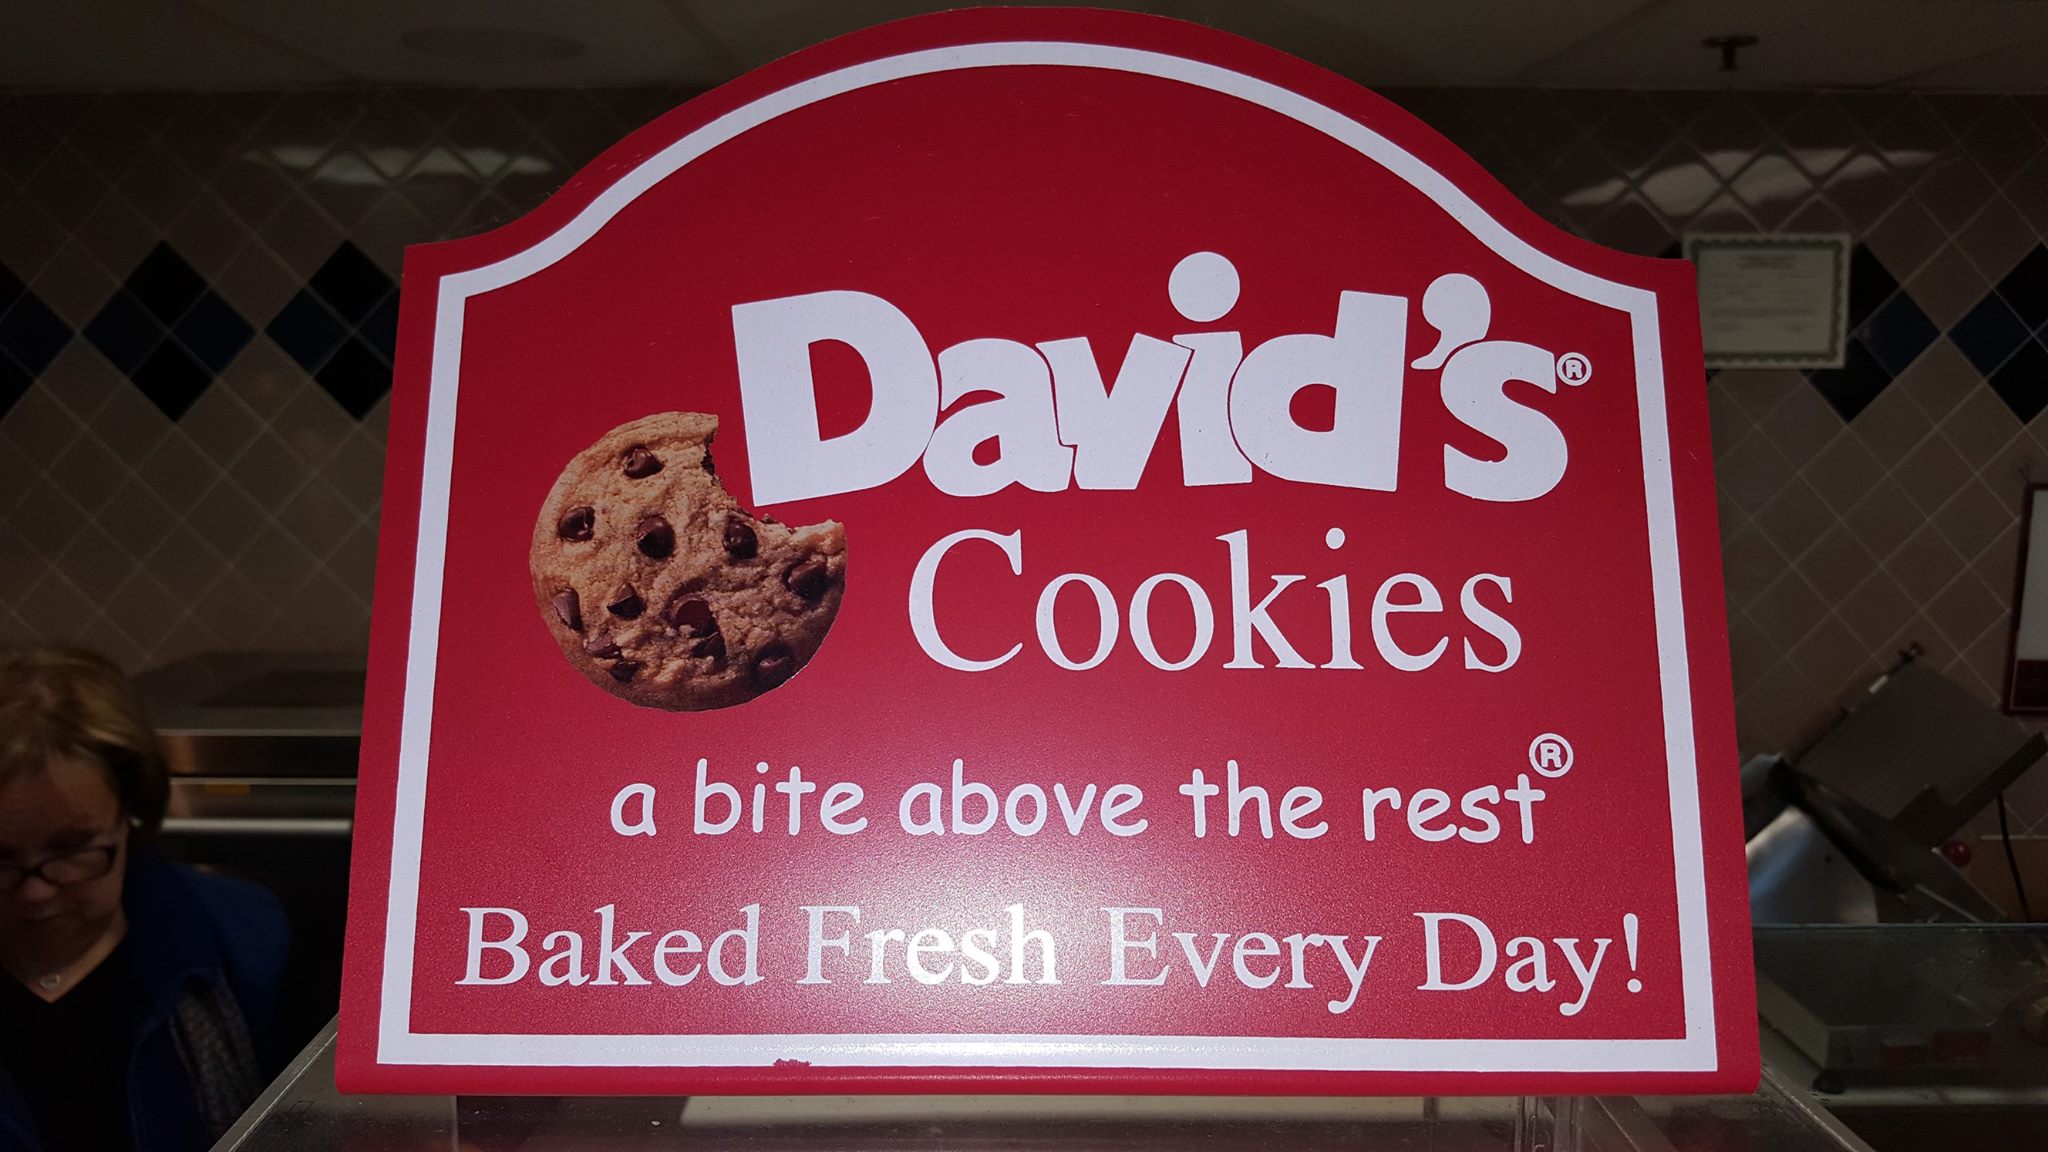 David's®
Cookies
a bite above the rest®
Baked Fresh Every Day!